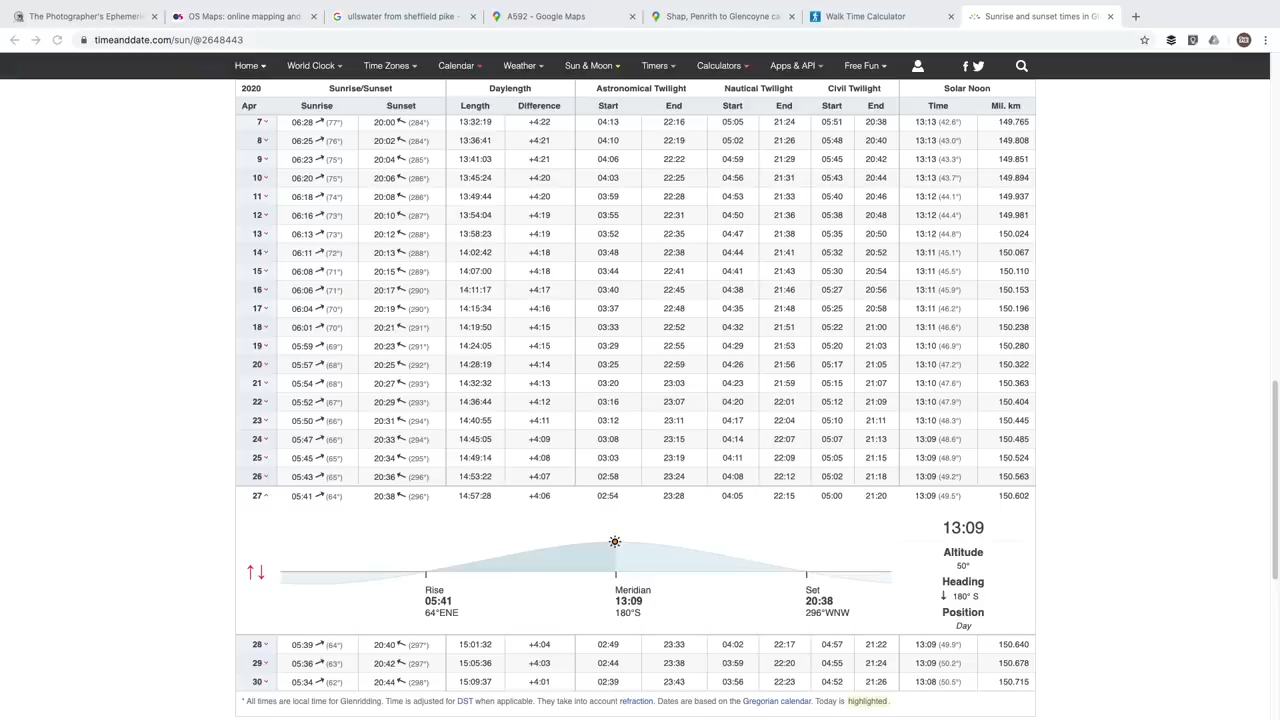 The Photographer's Ephemeri
OS Maps: online mapping and
ullswater from sheffield pike -
A592 - Google Maps
Shap, Penrith to Glencoyne ca
Walk Time Calculator
Sunrise and sunset times in Gl
timeanddate.com/sun/@2648443
Home World Clock Time Zones Calendar Weather Sun & Moon Timers Calculators Apps & API Free Fun
2020 Sunrise/Sunset Daylength Astronomical Twilight Nautical Twilight Civil Twilight Solar Noon
Apr Sunrise Sunset Length Difference Start End Start End Start End Time Mil. km
7 06:28 (77°) 20:00 (284°) 13:32:19 +4:22 04:13 22:16 05:05 21:24 05:51 20:38 13:13 (42.6°) 149.765
8 06:25 (76°) 20:02 (284°) 13:36:41 +4:21 04:10 22:19 05:02 21:26 05:48 20:40 13:13 (43.0°) 149.808
9 06:23 (75°) 20:04 (285°) 13:41:03 +4:21 04:06 22:22 04:59 21:29 05:45 20:42 13:13 (43.3°) 149.851
10 06:20 (75°) 20:06 (286°) 13:45:24 +4:20 04:03 22:25 04:56 21:31 05:43 20:44 13:13 (43.7°) 149.894
11 06:18 (74°) 20:08 (286°) 13:49:44 +4:20 03:59 22:28 04:53 21:33 05:40 20:46 13:12 (44.1°) 149.937
12 06:16 (73°) 20:10 (287°) 13:54:04 +4:19 03:55 22:31 04:50 21:36 05:38 20:48 13:12 (44.4°) 149.981
13 06:13 (73°) 20:12 (288°) 13:58:23 +4:19 03:52 22:35 04:47 21:38 05:35 20:50 13:12 (44.8°) 150.024
14 06:11 (72°) 20:13 (288°) 14:02:42 +4:18 03:48 22:38 04:44 21:41 05:32 20:52 13:11 (45.1°) 150.067
15 06:08 (71°) 20:15 (289°) 14:07:00 +4:18 03:44 22:41 04:41 21:43 05:30 20:54 13:11 (45.5°) 150.110
16 06:06 (71°) 20:17 (290°) 14:11:17 +4:17 03:40 22:45 04:38 21:46 05:27 20:56 13:11 (45.9°) 150.153
17 06:04 (70°) 20:19 (290°) 14:15:34 +4:16 03:37 22:48 04:35 21:48 05:25 20:58 13:11 (46.2°) 150.196
18 06:01 (70°) 20:21 (291°) 14:19:50 +4:15 03:33 22:52 04:32 21:51 05:22 21:00 13:11 (46.6°) 150.238
19 05:59 (69°) 20:23 (291°) 14:24:05 +4:15 03:29 22:55 04:29 21:53 05:20 21:03 13:10 (46.9°) 150.280
20 05:57 (68°) 20:25 (292°) 14:28:19 +4:14 03:25 22:59 04:26 21:56 05:17 21:05 13:10 (47.2°) 150.322
21 05:54 (68°) 20:27 (293°) 14:32:32 +4:13 03:20 23:03 04:23 21:59 05:15 21:07 13:10 (47.6°) 150.363
22 05:52 (67°) 20:29 (293°) 14:36:44 +4:12 03:16 23:07 04:20 22:01 05:12 21:09 13:10 (47.9°) 150.404
23 05:50 (66°) 20:31 (294°) 14:40:55 +4:11 03:12 23:11 04:17 22:04 05:10 21:11 13:10 (48.3°) 150.445
24 05:47 (66°) 20:33 (294°) 14:45:05 +4:09 03:08 23:15 04:14 22:07 05:07 21:13 13:09 (48.6°) 150.485
25 05:45 (65°) 20:34 (295°) 14:49:14 +4:08 03:03 23:19 04:11 22:09 05:05 21:15 13:09 (48.9°) 150.524
26 05:43 (65°) 20:36 (296°) 14:53:22 +4:07 02:58 23:24 04:08 22:12 05:02 21:18 13:09 (49.2°) 150.563
27 05:41 (64°) 20:38 (296°) 14:57:28 +4:06 02:54 23:28 04:05 22:15 05:00 21:20 13:09 (49.5°) 150.602
13:09
Altitude
50°
Heading
180° S
Position
Day
Rise Meridian Set
05:41 13:09 20:38
64°ENE 180°S 296°WNW
28 05:39 (64°) 20:40 (297°) 15:01:32 +4:04 02:49 23:33 04:02 22:17 04:57 21:22 13:09 (49.9°) 150.640
29 05:36 (63°) 20:42 (297°) 15:05:36 +4:03 02:44 23:38 03:59 22:20 04:55 21:24 13:09 (50.2°) 150.678
30 05:34 (62°) 20:44 (298°) 15:09:37 +4:01 02:39 23:43 03:56 22:23 04:52 21:26 13:08 (50.5°) 150.715
* All times are local time for Glenridding. Time is adjusted for DST when applicable. They take into account refraction. Dates are based on the Gregorian calendar. Today is highlighted.